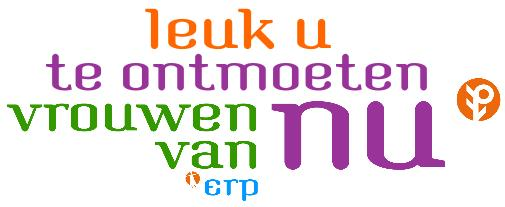 leuk u
te ontmoeten
vrouwen
van nu
erp